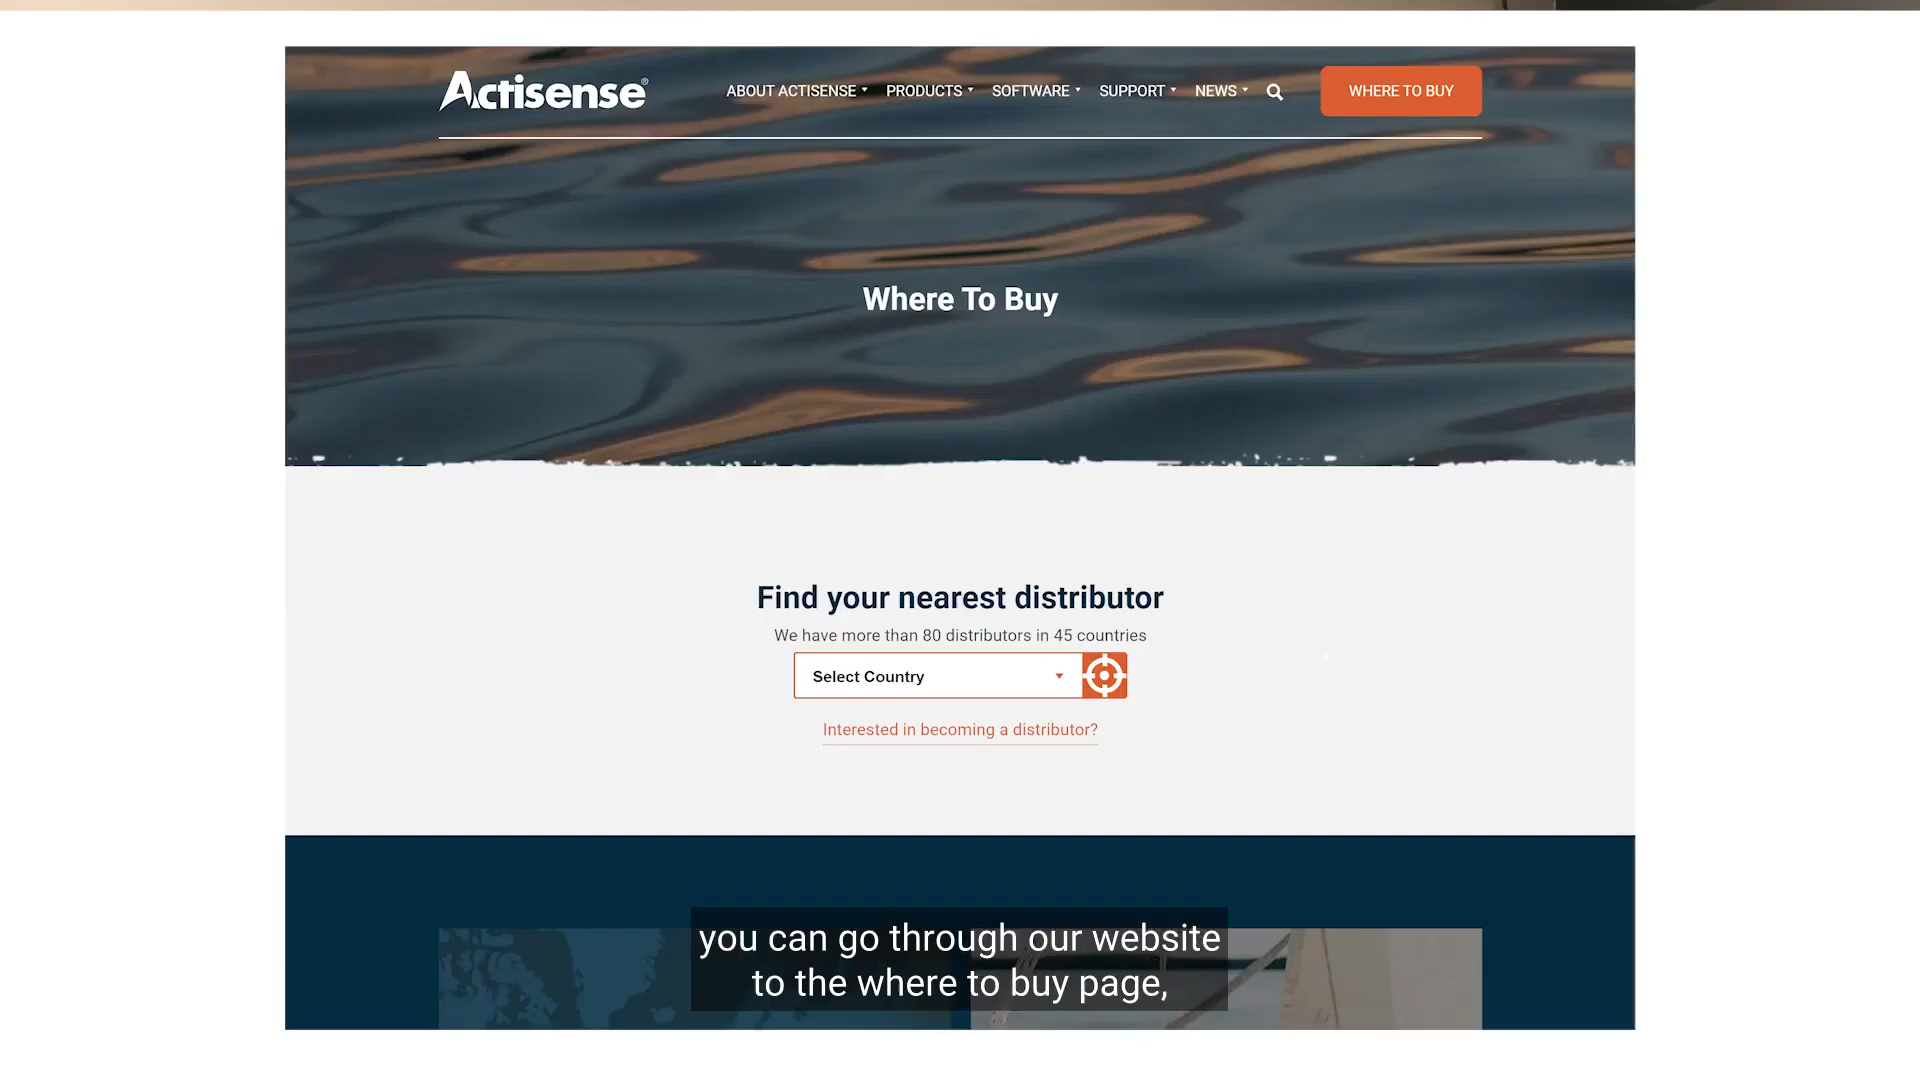 Actisense®
ABOUT ACTISENSE PRODUCTS SOFTWARE SUPPORT NEWS WHERE TO BUY
Where To Buy
Find your nearest distributor
We have more than 80 distributors in 45 countries
Select Country
Interested in becoming a distributor?
you can go through our website
to the where to buy page,